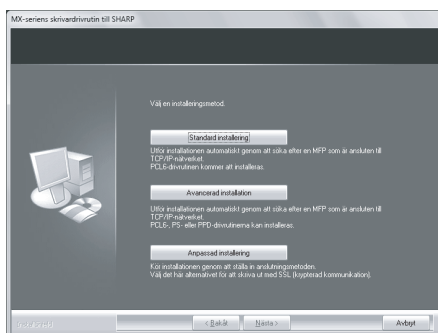 MX-seriens skrivardrivrutin till SHARP
Välj en installeringsmetod.
Standard installering
Utför installationen automatiskt genom att söka efter en MFP som är ansluten till
TCP/IP-nätverket.
PCL6-drivrutinen kommer att installeras.
Avancerad installation
Utför installationen automatiskt genom att söka efter en MFP som är ansluten till
TCP/IP-nätverket.
PCL6-, PS- eller PPD-drivrutinerna kan installeras.
Anpassad installering
Kör installationen genom att ställa in anslutningsmetoden.
Välj det här alternativet för att skriva ut med SSL (krypterad kommunikation).
< Bakåt Nästa > Avbryt